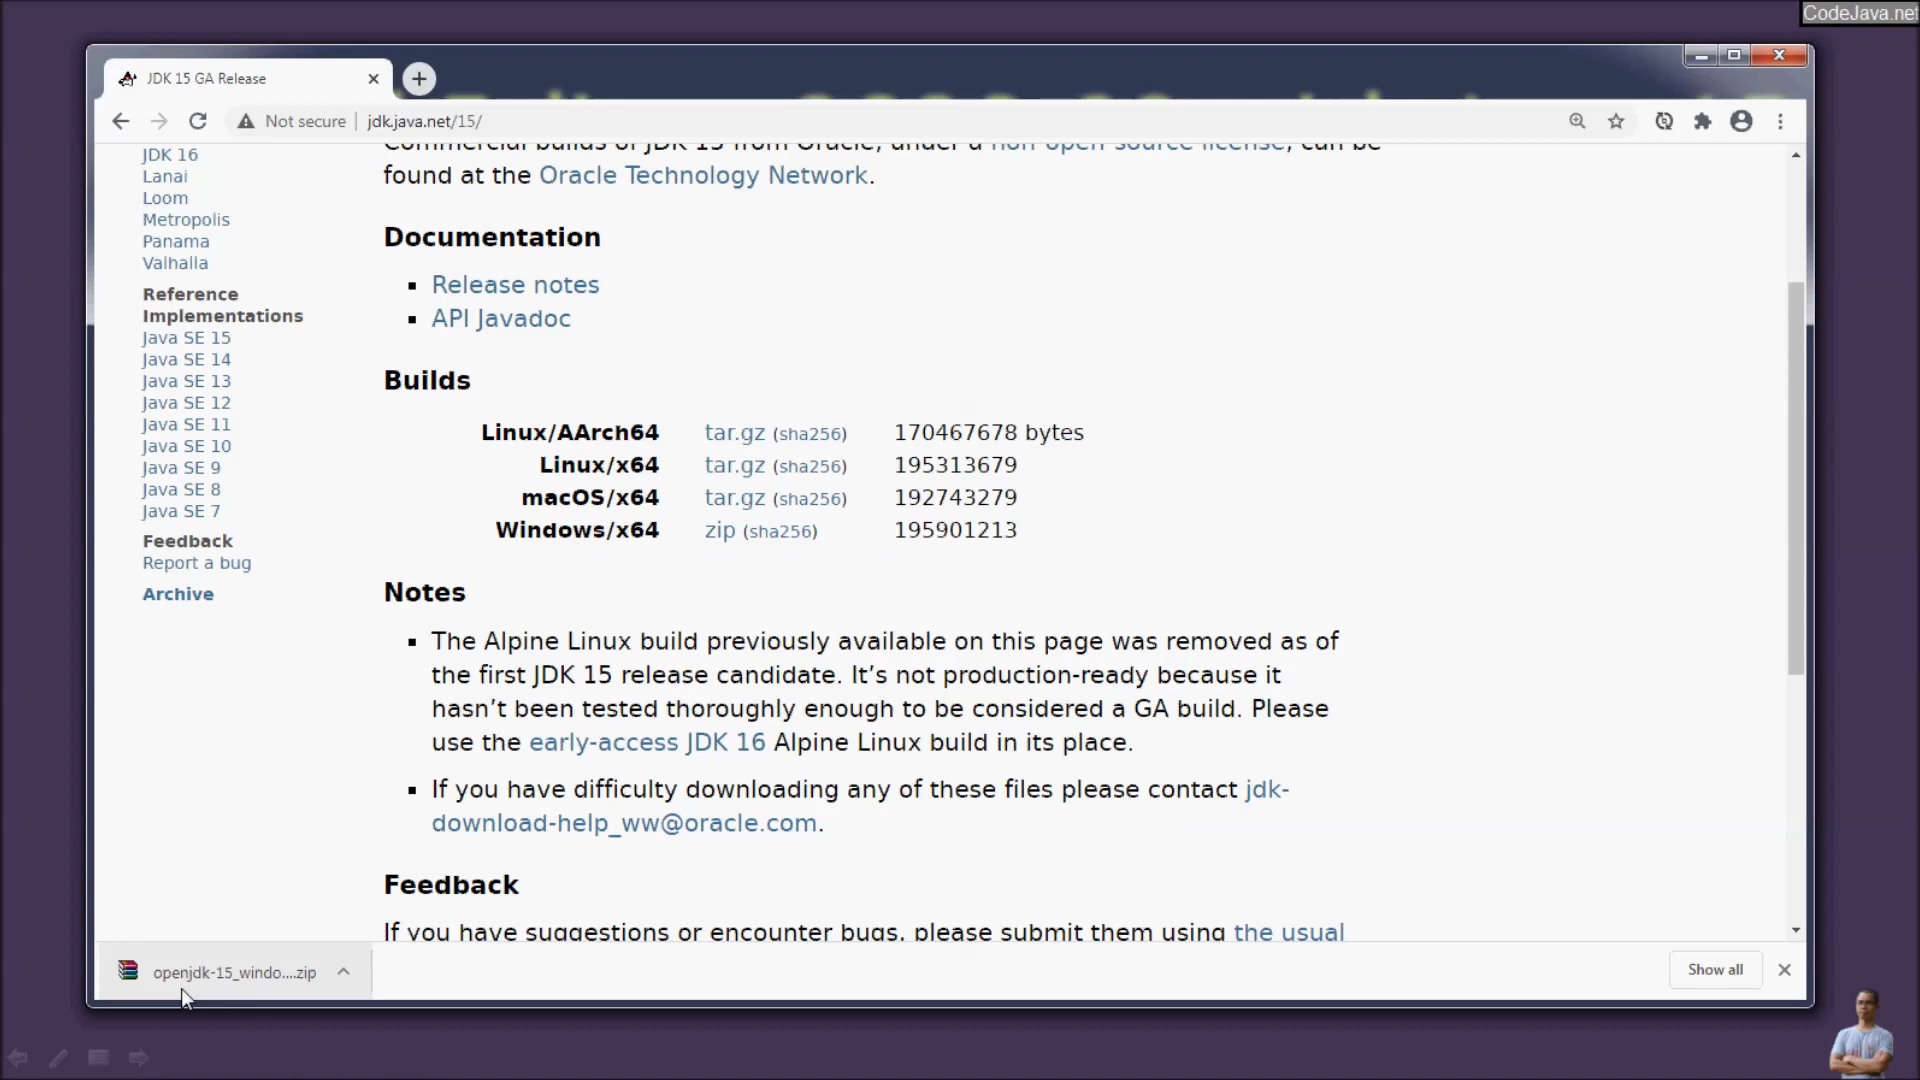 CodeJava.net
JDK 15 GA Release
Not secure jdk.java.net/15/
JDK 16
Lanai
Loom
Metropolis
Panama
Valhalla
Reference
Implementations
Java SE 15
Java SE 14
Java SE 13
Java SE 12
Java SE 11
Java SE 10
Java SE 9
Java SE 8
Java SE 7
Feedback
Report a bug
Archive
Commercial builds of JDK 15 from Oracle, under a non-open-source license, can be
found at the Oracle Technology Network.
Documentation
▪ Release notes
▪ API Javadoc
Builds
Linux/AArch64 tar.gz (sha256) 170467678 bytes
Linux/x64 tar.gz (sha256) 195313679
macOS/x64 tar.gz (sha256) 192743279
Windows/x64 zip (sha256) 195901213
Notes
▪ The Alpine Linux build previously available on this page was removed as of
the first JDK 15 release candidate. It’s not production-ready because it
hasn’t been tested thoroughly enough to be considered a GA build. Please
use the early-access JDK 16 Alpine Linux build in its place.
▪ If you have difficulty downloading any of these files please contact jdk-
download-help_ww@oracle.com.
Feedback
If you have suggestions or encounter bugs, please submit them using the usual
openjdk-15_windo....zip
Show all